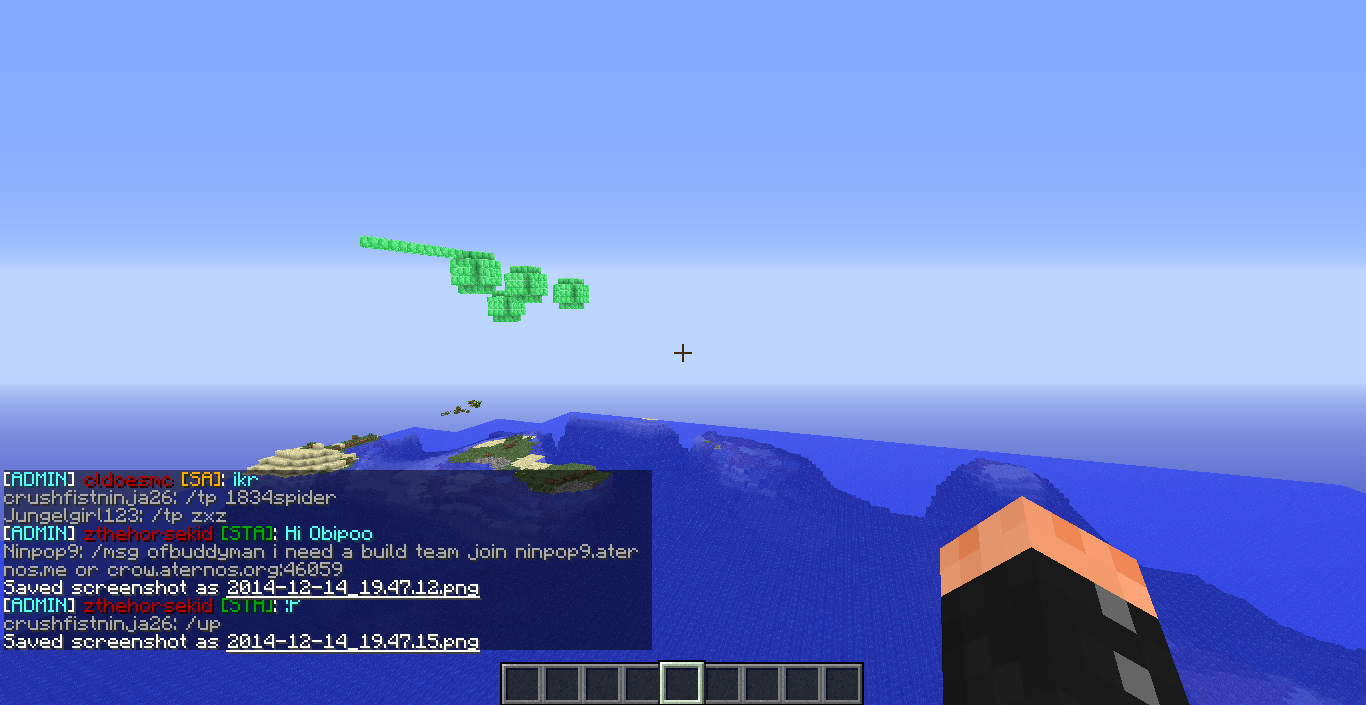 [ADMIN] cldoesmc [SA]: ikr
crushfistninja26: /tp 1834spider
Jungelgirl123: /tp zxz
[ADMIN] zthehorsekid [STA]: Hi Obipoo
Ninpop9: /msg ofbuddyman i need a build team join ninpop9.ater
nos.me or crow.aternos.org:46059
Saved screenshot as 2014-12-14_19.47.12.png
[ADMIN] zthehorsekid [STA]: :P
crushfistninja26: /up
Saved screenshot as 2014-12-14_19.47.15.png